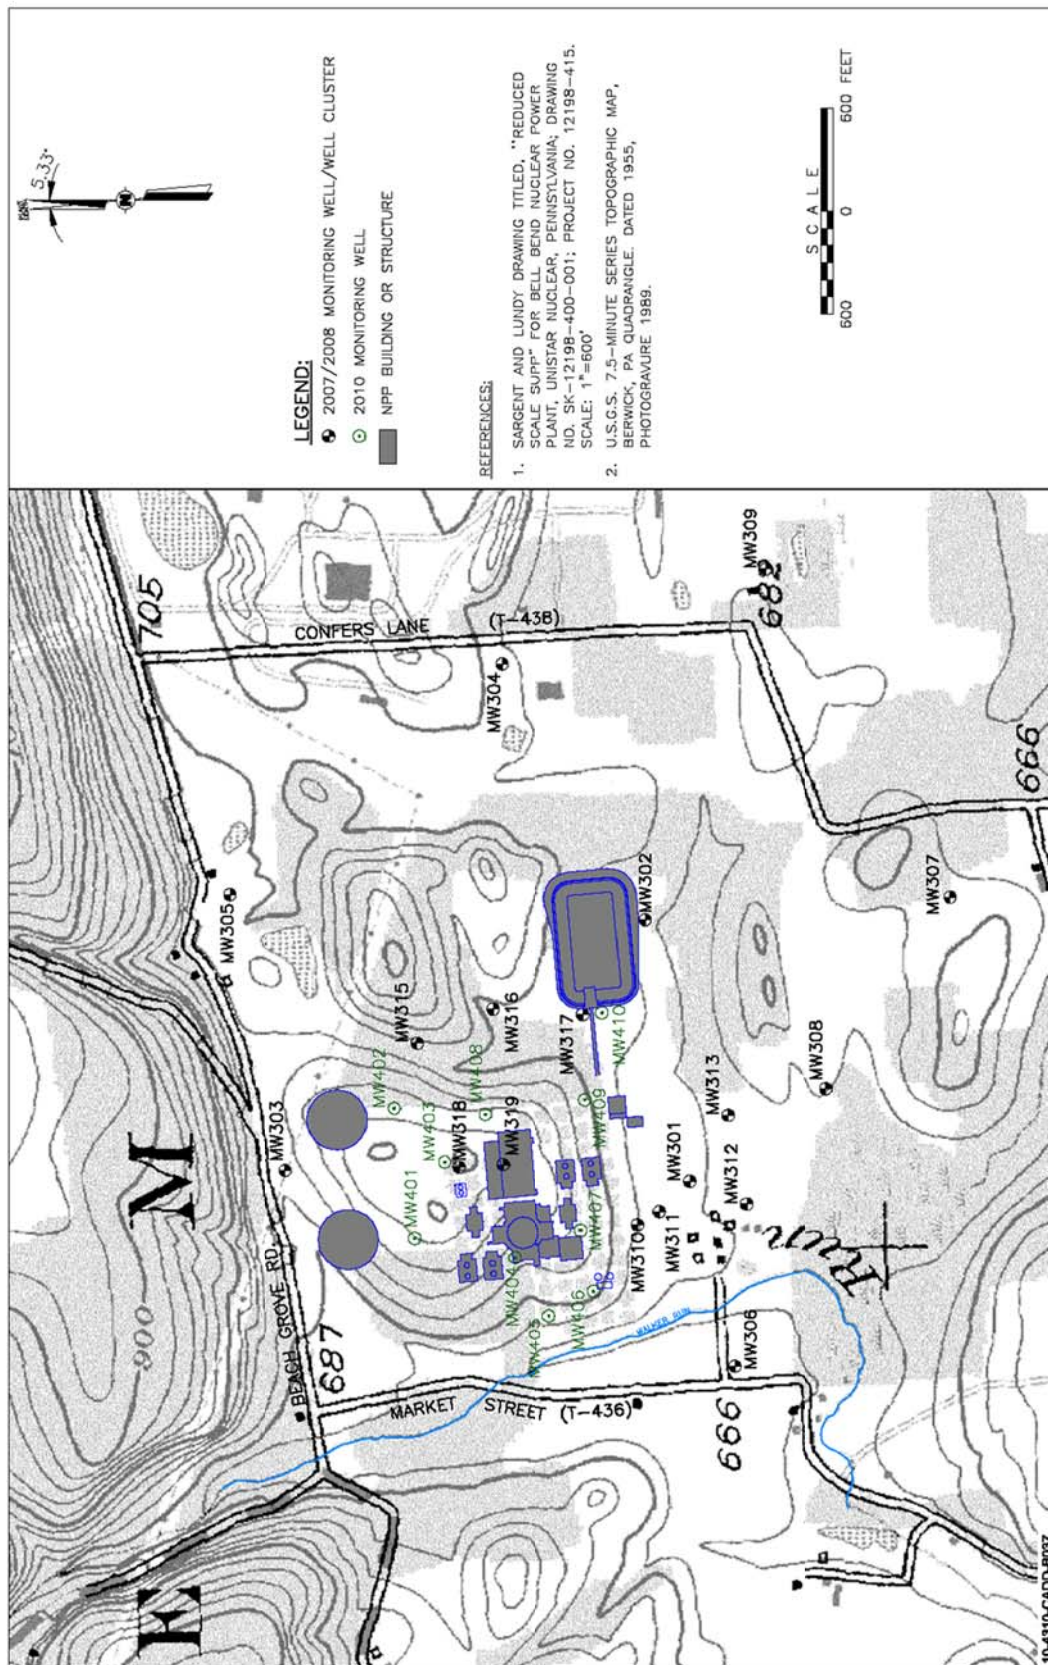 5.33°
N
LEGEND:
2007/2008 MONITORING WELL/WELL CLUSTER
2010 MONITORING WELL
NPP BUILDING OR STRUCTURE
REFERENCES:
1. SARGENT AND LUNDY DRAWING TITLED, "REDUCED
SCALE SUPP" FOR BELL BEND NUCLEAR POWER
PLANT, UNISTAR NUCLEAR, PENNSYLVANIA; DRAWING
NO. SK-12198-400-001; PROJECT NO. 12198-415.
SCALE: 1"=600'
2. U.S.G.S. 7.5-MINUTE SERIES TOPOGRAPHIC MAP,
BERWICK, PA QUADRANGLE. DATED 1955,
PHOTOGRAVURE 1989.
SCALE
600 0 600 FEET
705
CONFERS LANE (T-438)
MW309
682
MW304
666
MW305
MW302
MW307
MW315
MW316
MW317
MW410
MW308
MW402
MW408
MW403
MW303
MW318
MW319
MW409
MW313
MW401
MW301
MW312
MW407
MW311
MW310
MW404
MW406
MW405
M
900
BEACH GROVE RD.
687
MARKET STREET (T-436)
WALKER RUN
Run
MW306
666
E
10-4310-CADD-B037